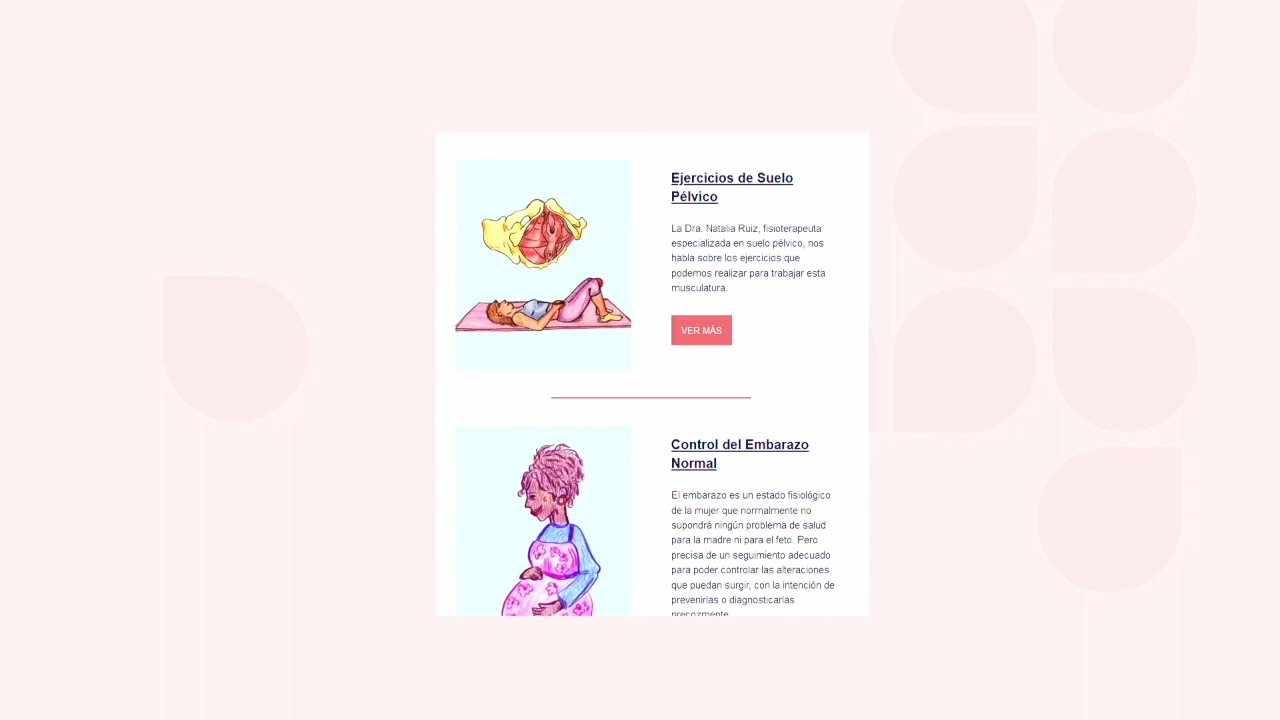 Ejercicios de Suelo
Pélvico
La Dra. Natalia Ruiz, fisioterapeuta
especializada en suelo pélvico, nos
habla sobre los ejercicios que
podemos realizar para trabajar esta
musculatura.
VER MÁS
Control del Embarazo
Normal
El embarazo es un estado fisiológico
de la mujer que normalmente no
supondrá ningún problema de salud
para la madre ni para el feto. Pero
precisa de un seguimiento adecuado
para poder controlar las alteraciones
que puedan surgir, con la intención de
prevenirlas o diagnosticarlas
precozmente.